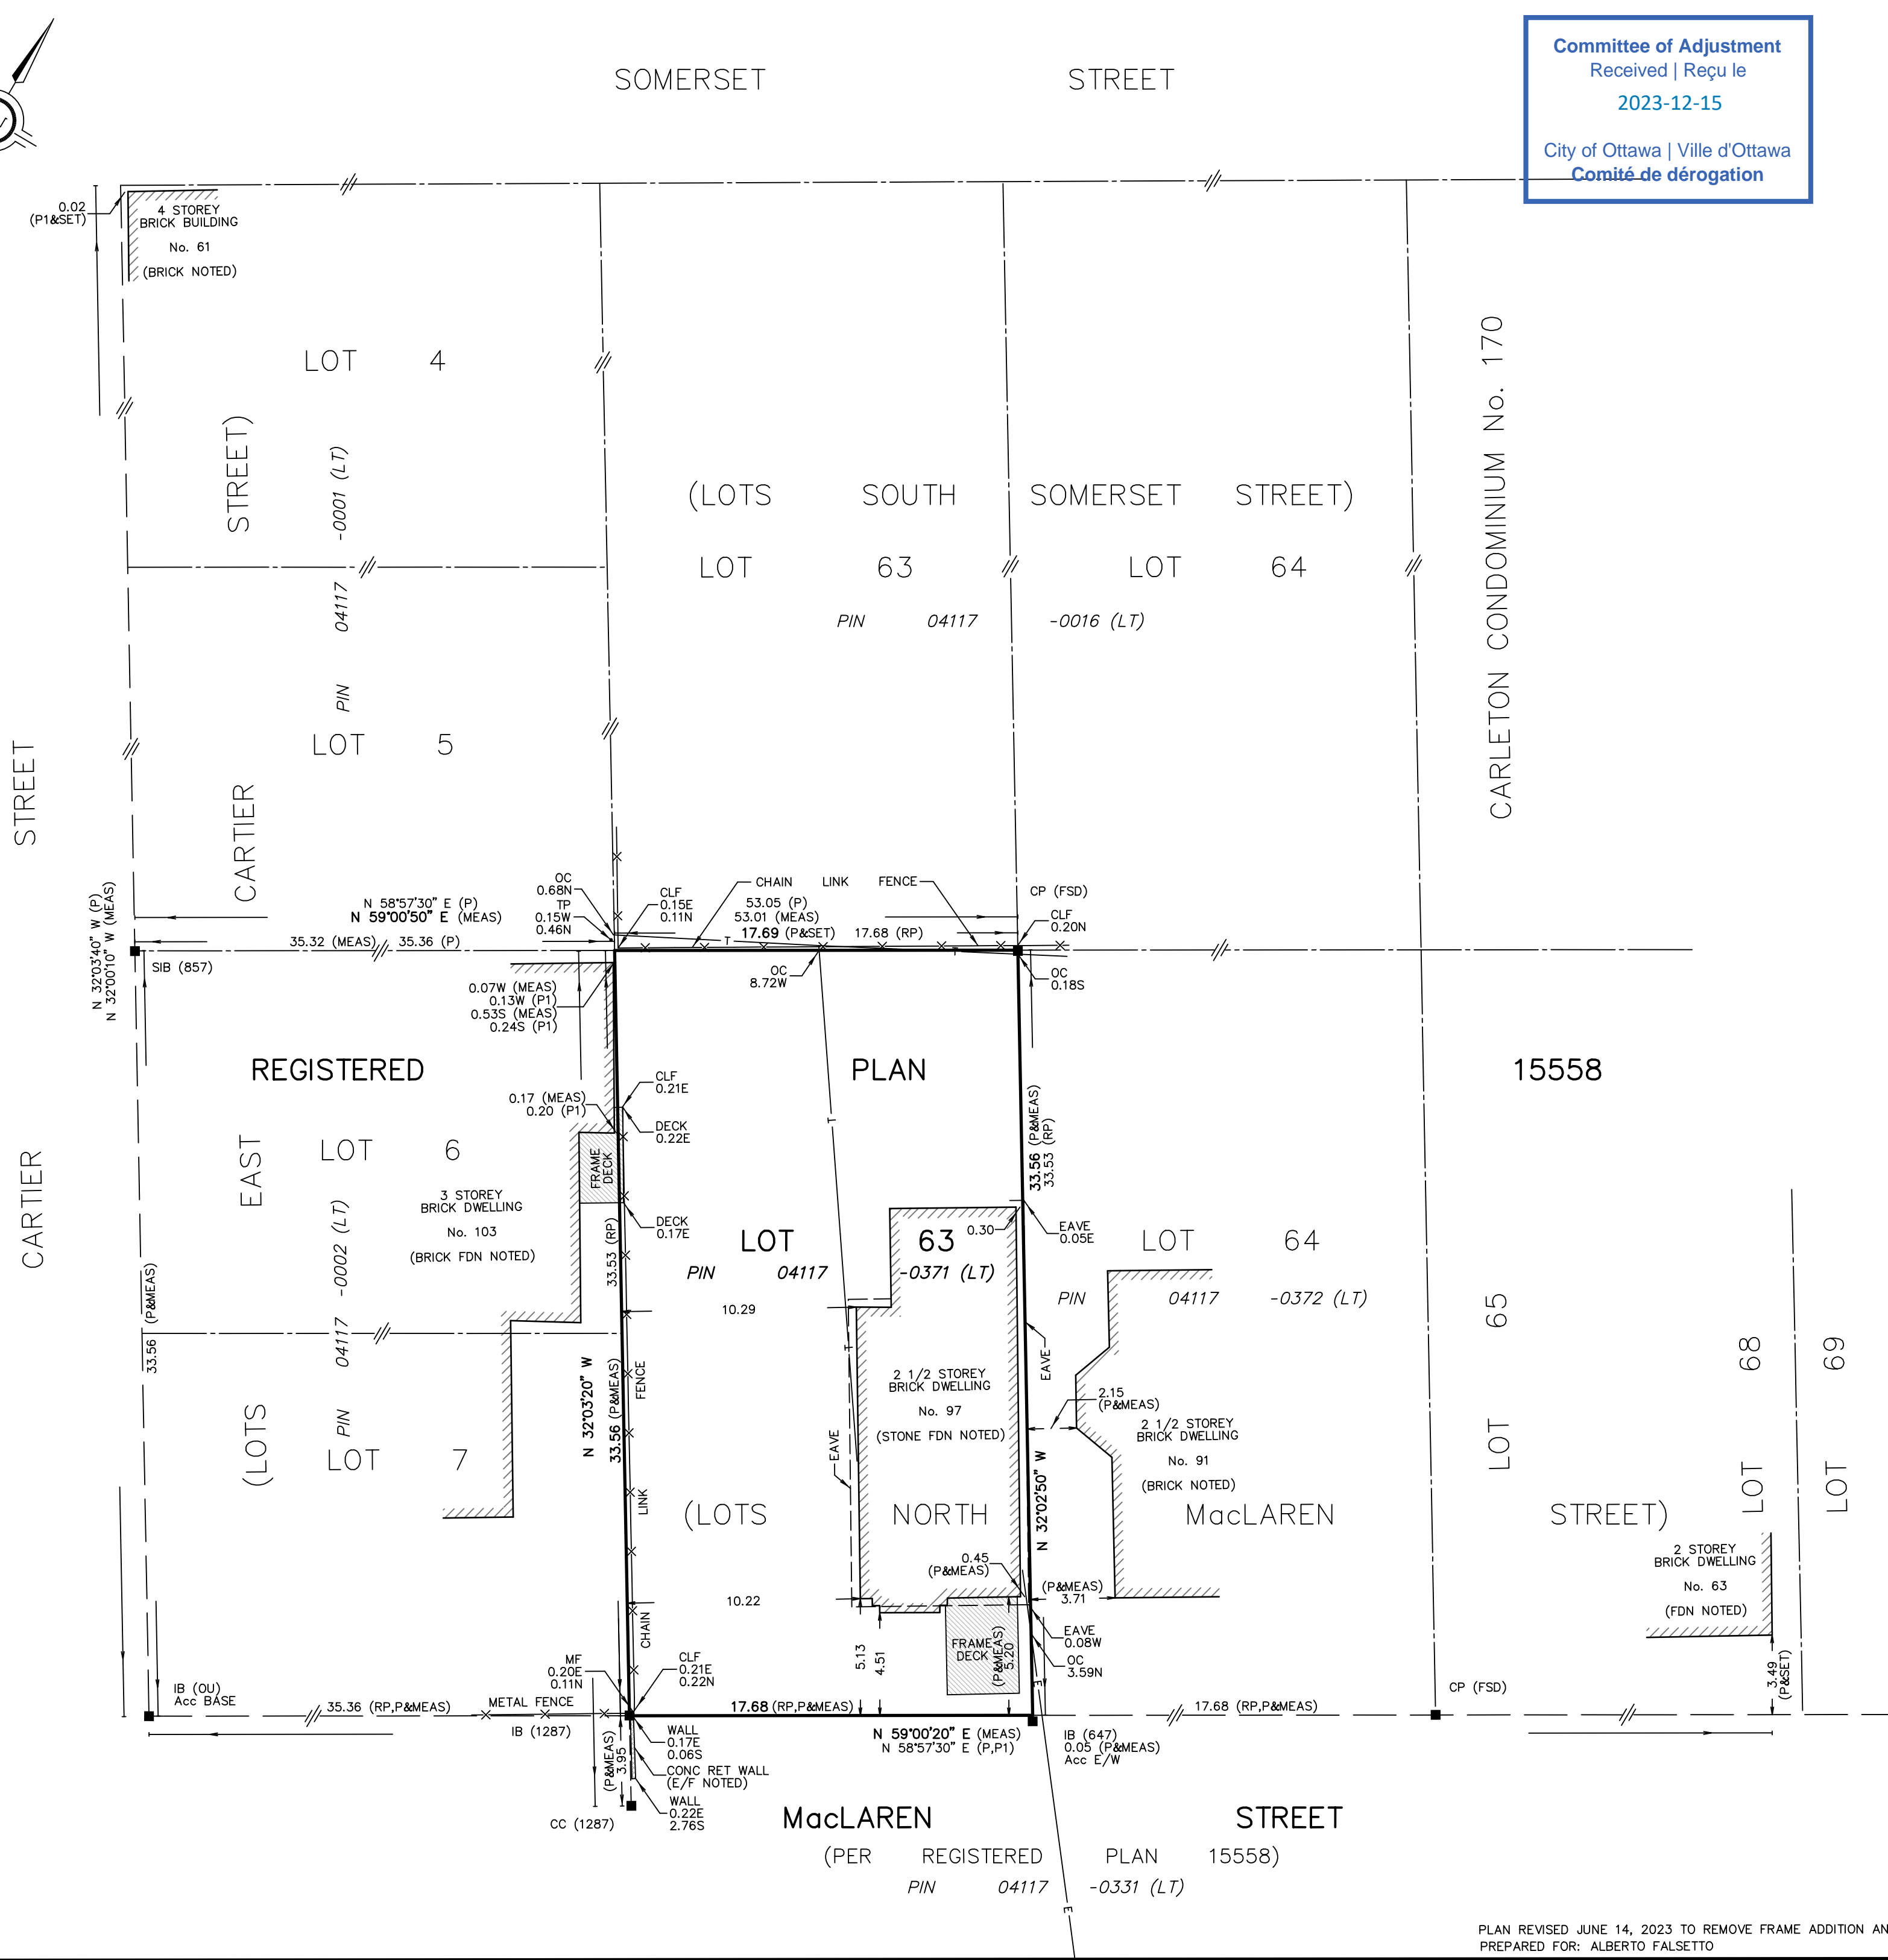 Committee of Adjustment
Received | Reçu le
2023-12-15
City of Ottawa | Ville d'Ottawa
Comité de dérogation
SOMERSET STREET
0.02
(P1&SET)
4 STOREY
BRICK BUILDING
No. 61
(BRICK NOTED)
LOT 4
STREET)
PIN 04117 -0001 (LT)
(LOTS SOUTH SOMERSET STREET)
LOT 63
LOT 64
PIN 04117 -0016 (LT)
CARLETON CONDOMINIUM No. 170
LOT 5
STREET
CARTIER
N 32°03'40" W (P)
N 32°00'10" W (MEAS)
N 58°57'30" E (P)
N 59°00'50" E (MEAS)
35.32 (MEAS) 35.36 (P)
SIB (857)
OC
0.68N
TP
0.15W
0.46N
CLF
0.15E
0.11N
CHAIN LINK FENCE
53.05 (P)
53.01 (MEAS)
17.69 (P&SET) 17.68 (RP)
CP (FSD)
CLF
0.20N
OC
8.72W
OC
0.18S
0.07W (MEAS)
0.13W (P1)
0.53S (MEAS)
0.24S (P1)
REGISTERED PLAN 15558
CLF
0.21E
0.17 (MEAS)
0.20 (P1)
DECK
0.22E
33.56 (P&MEAS)
33.53 (RP)
CARTIER
EAST
LOT 6
FRAME
DECK
3 STOREY
BRICK DWELLING
No. 103
(BRICK FDN NOTED)
DECK
0.17E
PIN 04117 -0002 (LT)
33.53 (RP)
LOT 63
0.30
EAVE
0.05E
PIN 04117 -0371 (LT)
LOT 64
PIN 04117 -0372 (LT)
10.29
33.56 (P&MEAS)
N 32°03'20" W
33.56 (P&MEAS)
FENCE
EAVE
2 1/2 STOREY
BRICK DWELLING
No. 97
(STONE FDN NOTED)
2.15
(P&MEAS)
2 1/2 STOREY
BRICK DWELLING
No. 91
(BRICK NOTED)
LOT 65
LOT 68
LOT 69
(LOTS
LOT 7
EAVE
LINK
N 32°02'50" W
(LOTS NORTH MacLAREN STREET)
0.45
(P&MEAS)
(P&MEAS)
3.71
2 STOREY
BRICK DWELLING
No. 63
(FDN NOTED)
10.22
CHAIN
5.13
4.51
FRAME
DECK
(P&MEAS)
5.20
EAVE
0.08W
OC
3.59N
3.49
(P&SET)
MF
0.20E
0.11N
CLF
0.21E
0.22N
IB (OU)
Acc BASE
35.36 (RP,P&MEAS)
METAL FENCE
IB (1287)
17.68 (RP,P&MEAS)
17.68 (RP,P&MEAS)
CP (FSD)
N 59°00'20" E (MEAS)
N 58°57'30" E (P,P1)
IB (647)
0.05 (P&MEAS)
Acc E/W
(P&MEAS)
3.95
WALL
0.17E
0.06S
CONC RET WALL
(E/F NOTED)
WALL
0.22E
2.76S
CC (1287)
MacLAREN STREET
(PER REGISTERED PLAN 15558)
PIN 04117 -0331 (LT)
PLAN REVISED JUNE 14, 2023 TO REMOVE FRAME ADDITION AN
PREPARED FOR: ALBERTO FALSETTO